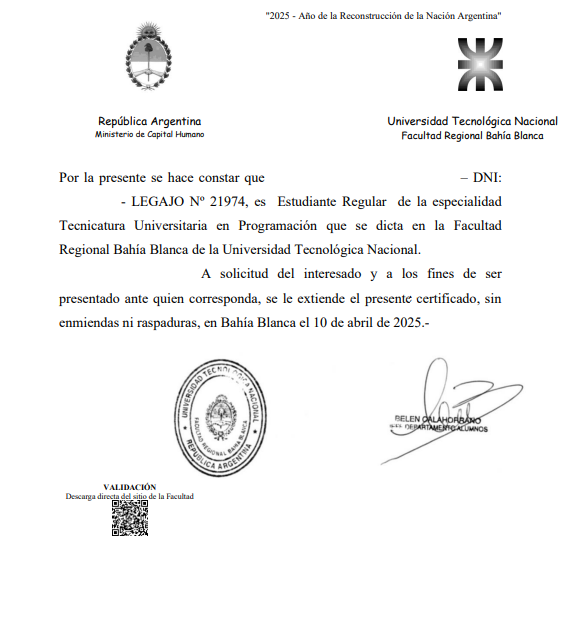 "2025 - Año de la Reconstrucción de la Nación Argentina"
República Argentina
Ministerio de Capital Humano
Universidad Tecnológica Nacional
Facultad Regional Bahía Blanca
Por la presente se hace constar que – DNI:
- LEGAJO Nº 21974, es Estudiante Regular de la especialidad
Tecnicatura Universitaria en Programación que se dicta en la Facultad
Regional Bahía Blanca de la Universidad Tecnológica Nacional.
A solicitud del interesado y a los fines de ser
presentado ante quien corresponda, se le extiende el presente certificado, sin
enmiendas ni raspaduras, en Bahía Blanca el 10 de abril de 2025.-
UNIVERSIDAD TECNOLOGICA NACIONAL
FACULTAD REGIONAL BAHIA BLANCA
REPUBLICA ARGENTINA
BELEN CALAHORRANO
DEPARTAMENTO ALUMNOS
VALIDACIÓN
Descarga directa del sitio de la Facultad